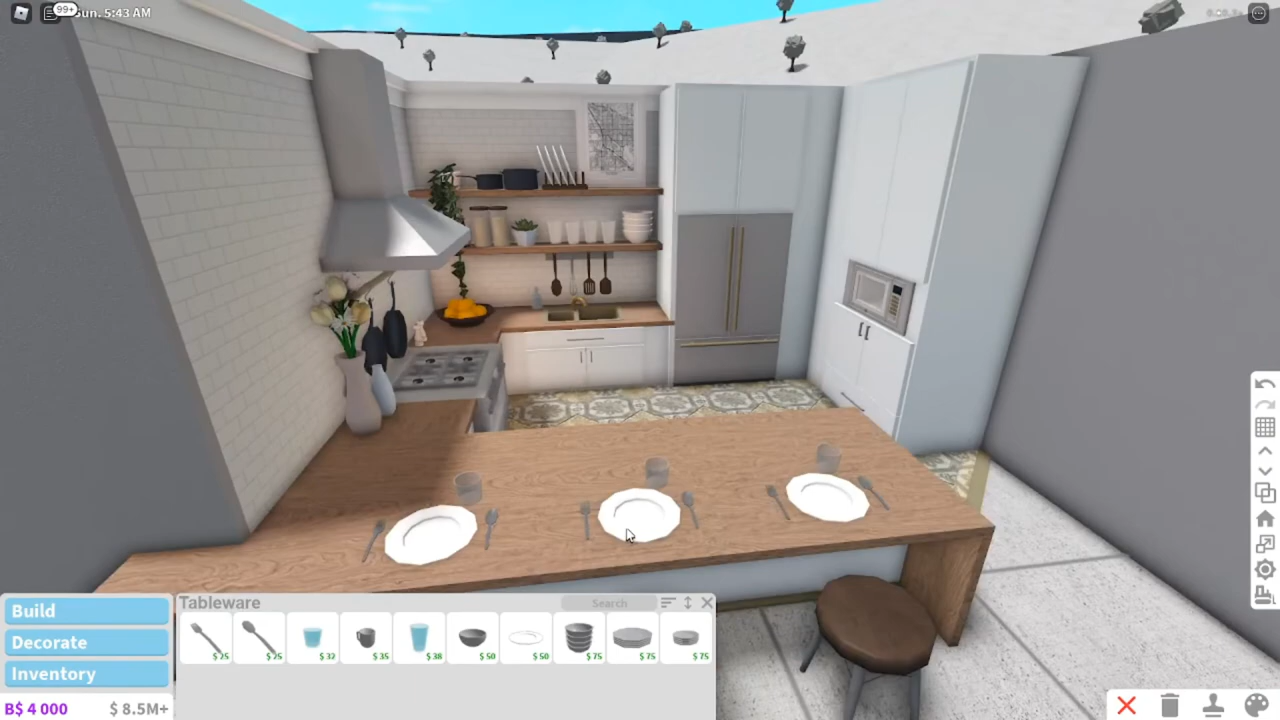 99+
Sun. 5:43 AM
Tableware
Search
Build
Decorate
Inventory
$25
$25
$32
$35
$38
$50
$50
$75
$75
$75
B$ 4 000
$ 8.5M+